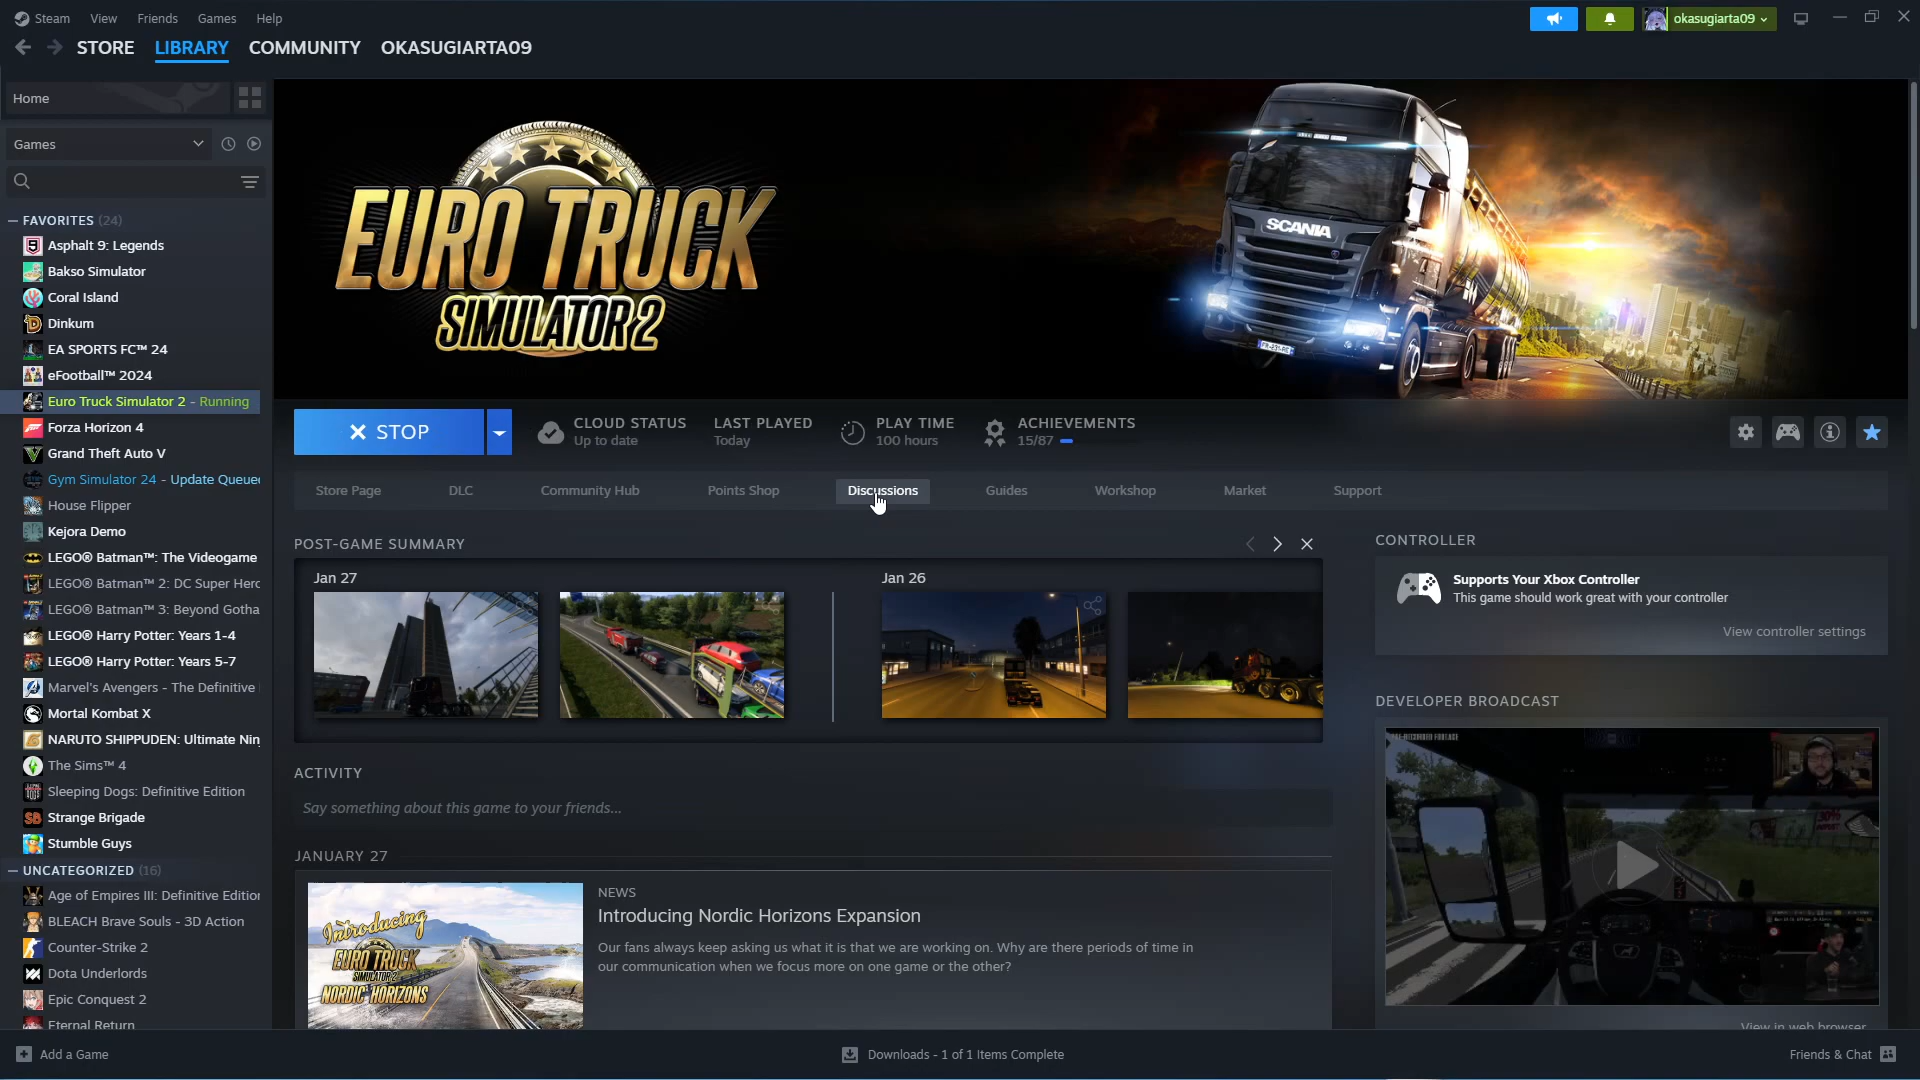 Steam View Friends Games Help
okasugiarta09
STORE LIBRARY COMMUNITY OKASUGIARTA09
Home
Games
FAVORITES (24)
Asphalt 9: Legends
Bakso Simulator
Coral Island
Dinkum
EA SPORTS FC™ 24
eFootball™ 2024
Euro Truck Simulator 2 - Running
Forza Horizon 4
Grand Theft Auto V
Gym Simulator 24 - Update Queued
House Flipper
Kejora Demo
LEGO® Batman™: The Videogame
LEGO® Batman™ 2: DC Super Hero
LEGO® Batman™ 3: Beyond Gotha
LEGO® Harry Potter: Years 1-4
LEGO® Harry Potter: Years 5-7
Marvel's Avengers - The Definitive
Mortal Kombat X
NARUTO SHIPPUDEN: Ultimate Nin
The Sims™ 4
Sleeping Dogs: Definitive Edition
Strange Brigade
Stumble Guys
UNCATEGORIZED (16)
Age of Empires III: Definitive Edition
BLEACH Brave Souls - 3D Action
Counter-Strike 2
Dota Underlords
Epic Conquest 2
Eternal Return
Add a Game
EURO TRUCK
SIMULATOR 2
SCANIA
STOP
CLOUD STATUS
Up to date
LAST PLAYED
Today
PLAY TIME
100 hours
ACHIEVEMENTS
15/87
Store Page DLC Community Hub Points Shop Discussions Guides Workshop Market Support
POST-GAME SUMMARY
Jan 27
Jan 26
ACTIVITY
Say something about this game to your friends...
JANUARY 27
Introducing
EURO TRUCK
SIMULATOR 2
NORDIC HORIZONS
NEWS
Introducing Nordic Horizons Expansion
Our fans always keep asking us what it is that we are working on. Why are there periods of time in
our communication when we focus more on one game or the other?
CONTROLLER
Supports Your Xbox Controller
This game should work great with your controller
View controller settings
DEVELOPER BROADCAST
PRE-RECORDED FOOTAGE
View in web browser
Downloads - 1 of 1 Items Complete
Friends & Chat